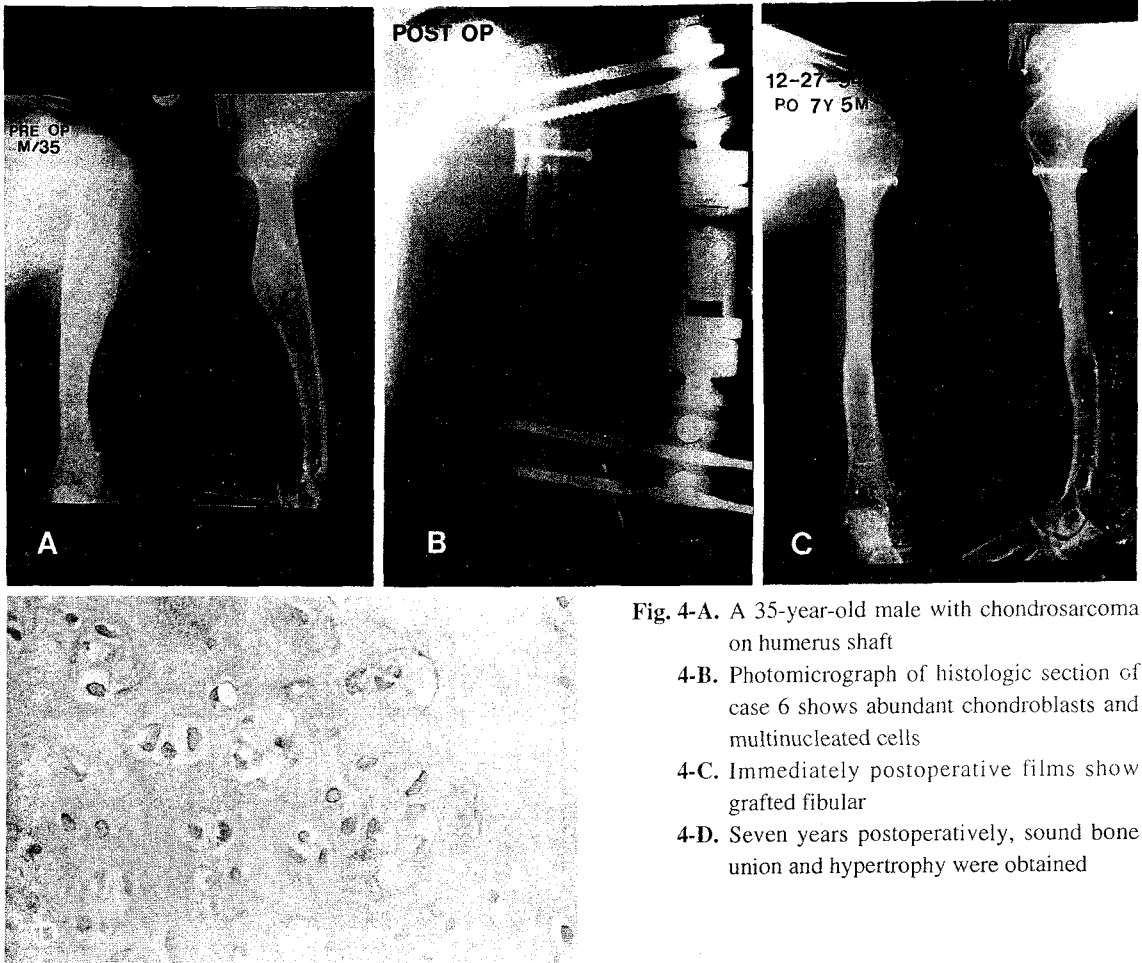 PRE OP
M/35
A
POST OP
B
PO 7Y 5M
C
D
Fig. 4-A. A 35-year-old male with chondrosarcoma
on humerus shaft
4-B. Photomicrograph of histologic section of
case 6 shows abundant chondroblasts and
multinucleated cells
4-C. Immediately postoperative films show
grafted fibular
4-D. Seven years postoperatively, sound bone
union and hypertrophy were obtained